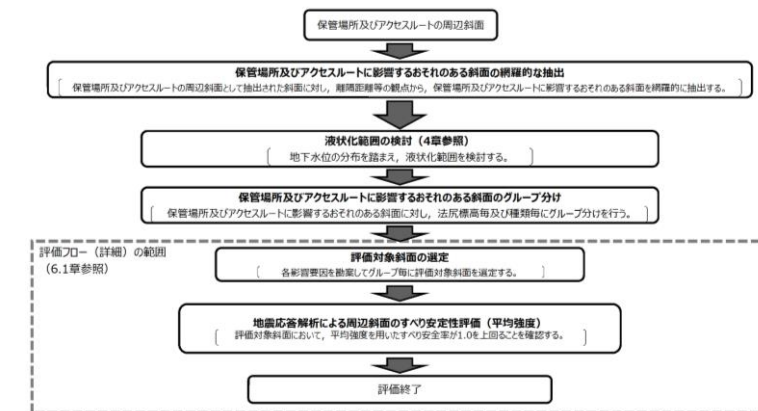 保管場所及びアクセスルートの周辺斜面
保管場所及びアクセスルートに影響するおそれのある斜面の網羅的な抽出
保管場所及びアクセスルートの周辺斜面として抽出された斜面に対し，離隔距離等の観点から，保管場所及びアクセスルートに影響するおそれのある斜面を網羅的に抽出する。
液状化範囲の検討（4章参照）
地下水位の分布を踏まえ，液状化範囲を検討する。
保管場所及びアクセスルートに影響するおそれのある斜面のグループ分け
保管場所及びアクセスルートに影響するおそれのある斜面に対し，法尻標高毎及び種類毎にグループ分けを行う。
評価フロー（詳細）の範囲
（6.1章参照）
評価対象斜面の選定
各影響要因を勘案してグループ毎に評価対象斜面を選定する。
地震応答解析による周辺斜面のすべり安定性評価（平均強度）
評価対象斜面において，平均強度を用いたすべり安全率が1.0を上回ることを確認する。
評価終了